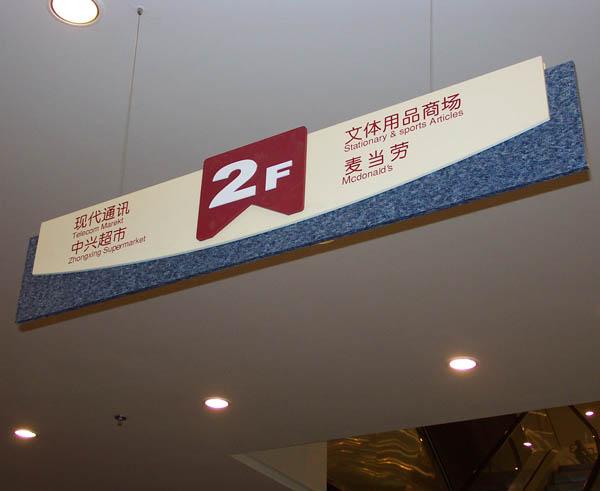 现代通讯
Telecom Marekt
中兴超市
Zhongxing Supermarket
2F
文体用品商场
Stationary & sports Articles
麦当劳
Mcdonald's